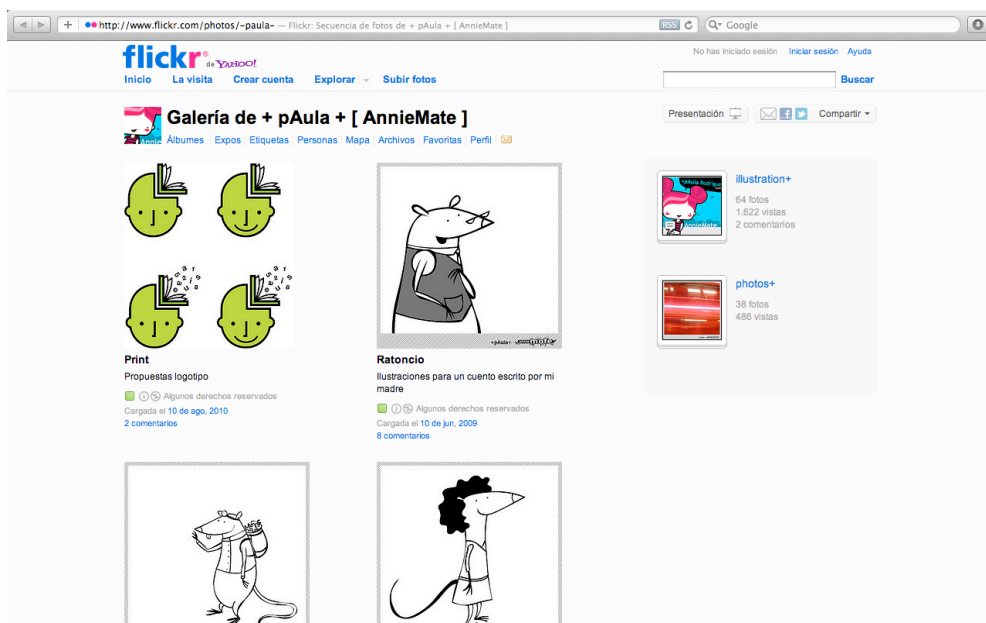 http://www.flickr.com/photos/-paula- — Flickr: Secuencia de fotos de + pAula + [ AnnieMate ]
RSS
Google
flickr® de YAHOO!
No has iniciado sesión Iniciar sesión Ayuda
Inicio La visita Crear cuenta Explorar Subir fotos
Buscar
Galería de + pAula + [ AnnieMate ]
Presentación Compartir
Álbumes Expos Etiquetas Personas Mapa Archivos Favoritas Perfil
illustration+
64 fotos
1.622 vistas
2 comentarios
photos+
38 fotos
486 vistas
Print
Propuestas logotipo
Algunos derechos reservados
Cargada el 10 de ago, 2010
2 comentarios
Ratoncio
Ilustraciones para un cuento escrito por mi
madre
Algunos derechos reservados
Cargada el 10 de jun, 2009
8 comentarios